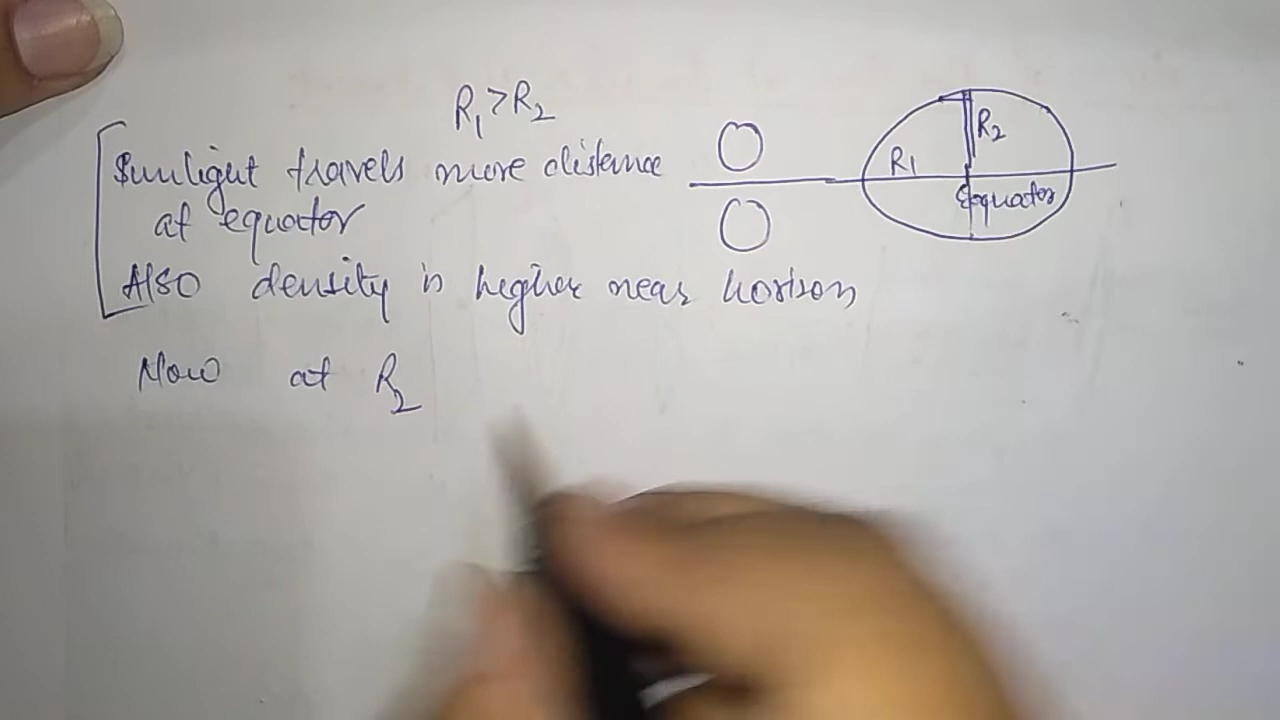 R₁>R₂
Sunlight travels more distance
at equator
Also density is higher near horizon
Now at R₂
R₂
R₁
Equator